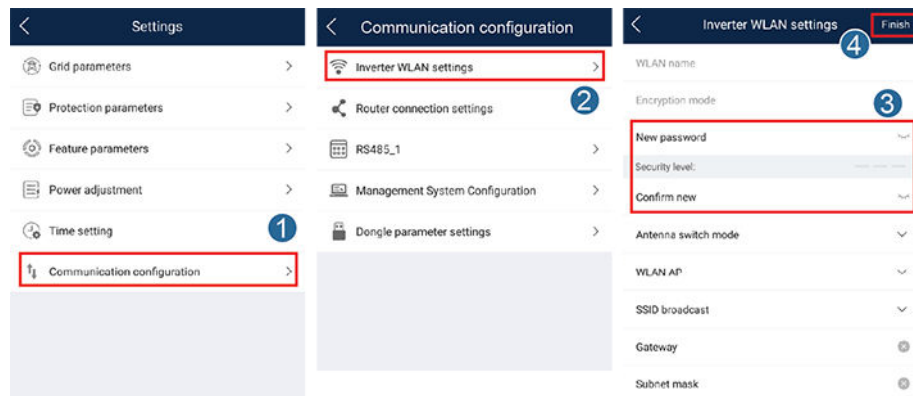 Settings
Grid parameters
Protection parameters
Feature parameters
Power adjustment
Time setting
1
Communication configuration
Communication configuration
Inverter WLAN settings
2
Router connection settings
RS485_1
Management System Configuration
Dongle parameter settings
Inverter WLAN settings
Finish
4
WLAN name
Encryption mode
3
New password
Security level:
Confirm new
Antenna switch mode
WLAN AP
SSID broadcast
Gateway
Subnet mask